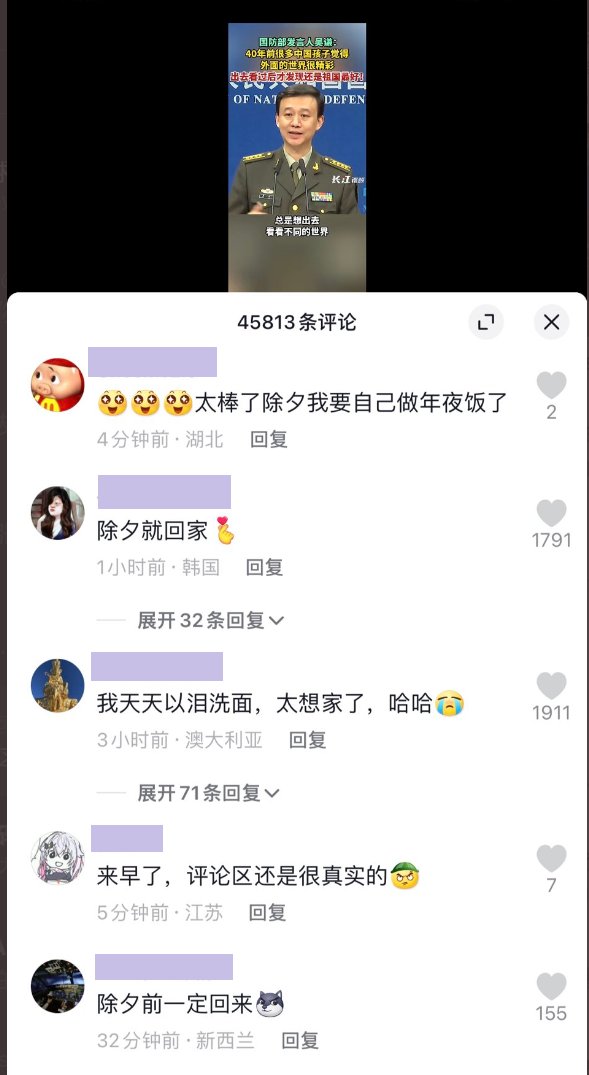 国防部发言人吴谦：
40年前很多中国孩子觉得
外面的世界很精彩
出去看过后才发现还是祖国最好！
OF NATIONAL DEFEN
长江视频
总是想出去
看看不同的世界
45813条评论
太棒了除夕我要自己做年夜饭了
2
4分钟前·湖北 回复
除夕就回家
1791
1小时前·韩国 回复
展开32条回复
我天天以泪洗面，太想家了，哈哈
1911
3小时前·澳大利亚 回复
展开71条回复
来早了，评论区还是很真实的
7
5分钟前·江苏 回复
除夕前一定回来
155
32分钟前·新西兰 回复